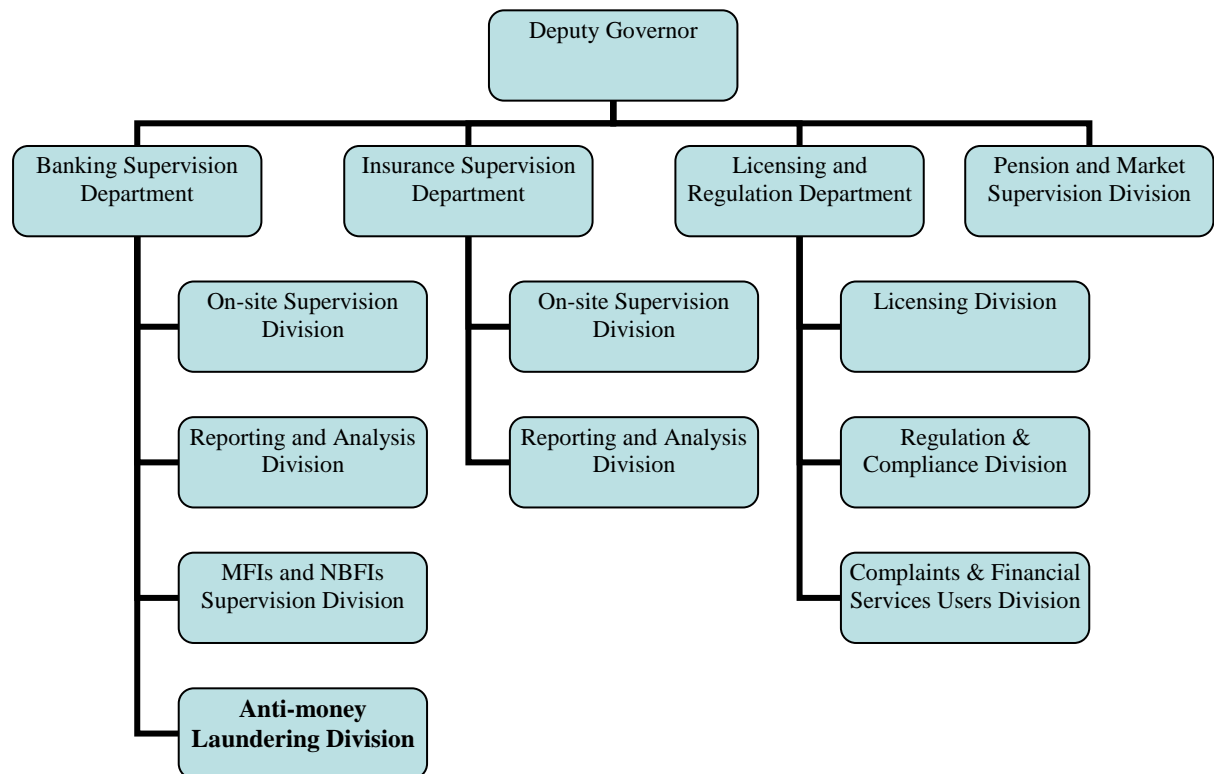 Deputy Governor
Banking Supervision
Department
Insurance Supervision
Department
Licensing and
Regulation Department
Pension and Market
Supervision Division
On-site Supervision
Division
On-site Supervision
Division
Licensing Division
Reporting and Analysis
Division
Reporting and Analysis
Division
Regulation &
Compliance Division
MFIs and NBFIs
Supervision Division
Complaints & Financial
Services Users Division
Anti-money
Laundering Division